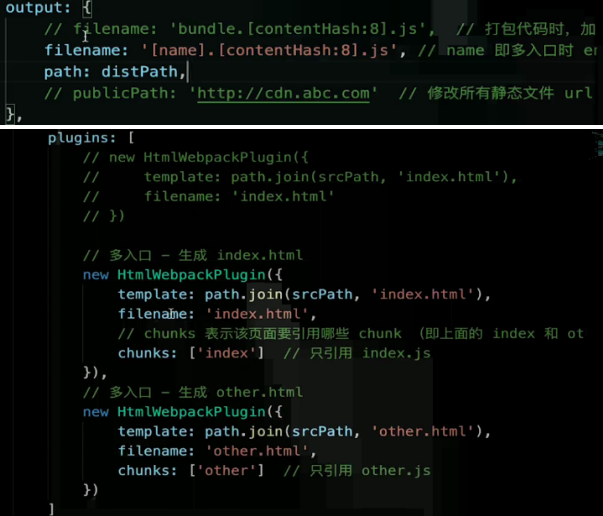 output: {
// filename: 'bundle.[contentHash:8].js',  // 打包代码时，加
filename: '[name].[contentHash:8].js', // name 即多入口时 en
path: distPath,
// publicPath: 'http://cdn.abc.com'  // 修改所有静态文件 url
},
plugins: [
// new HtmlWebpackPlugin({
//     template: path.join(srcPath, 'index.html'),
//     filename: 'index.html'
// })
// 多入口 - 生成 index.html
new HtmlWebpackPlugin({
template: path.join(srcPath, 'index.html'),
filename: 'index.html',
// chunks 表示该页面要引用哪些 chunk （即上面的 index 和 ot
chunks: ['index']  // 只引用 index.js
}),
// 多入口 - 生成 other.html
new HtmlWebpackPlugin({
template: path.join(srcPath, 'other.html'),
filename: 'other.html',
chunks: ['other']  // 只引用 other.js
})
]